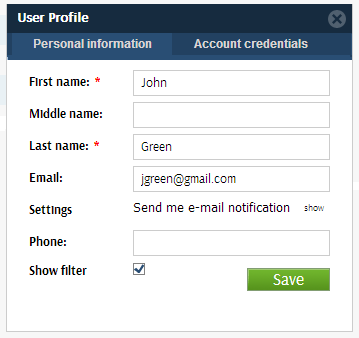 User Profile
Personal information Account credentials
First name: * John
Middle name:
Last name: * Green
Email: jgreen@gmail.com
Settings Send me e-mail notification show
Phone:
Show filter
Save